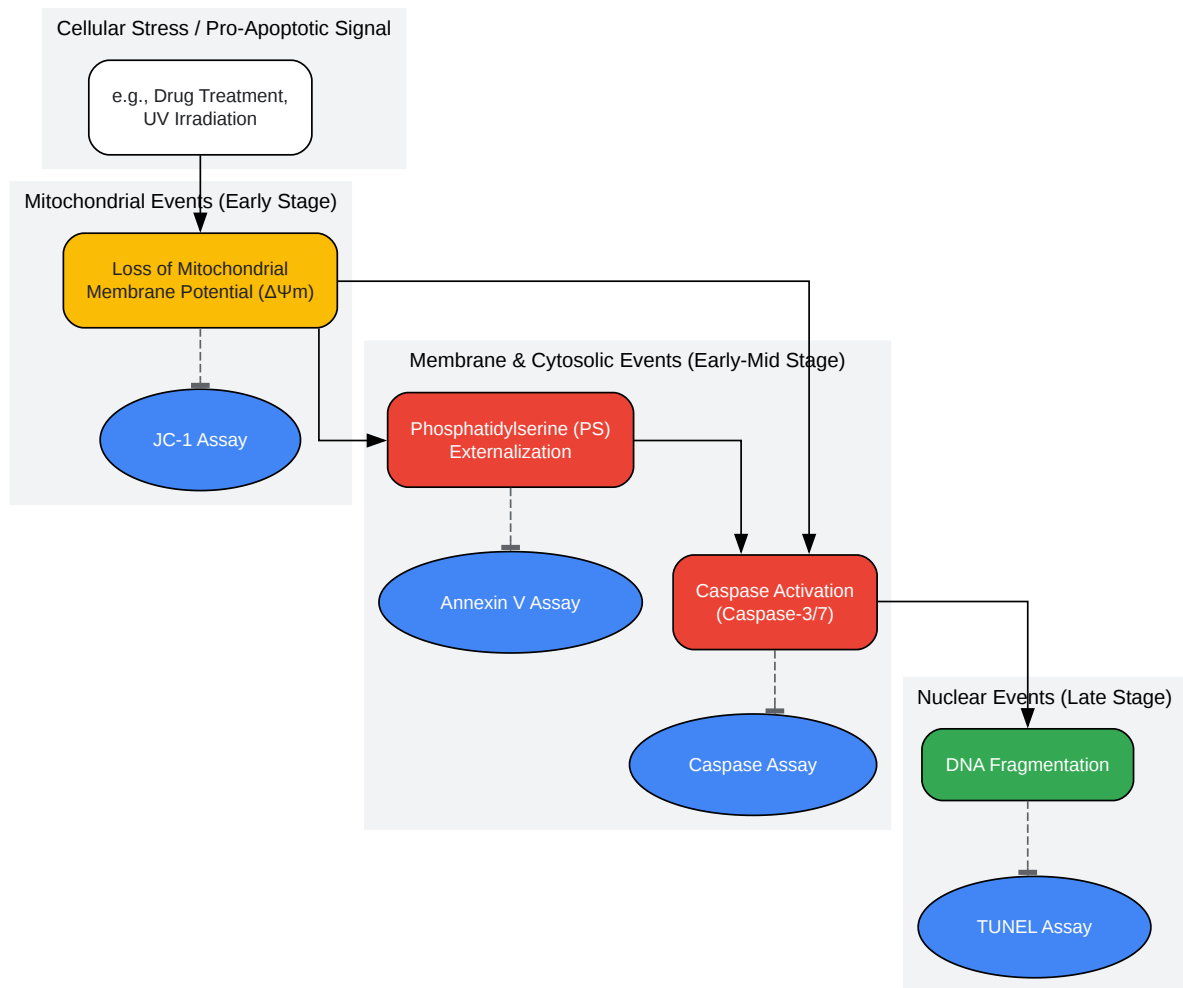 Cellular Stress / Pro-Apoptotic Signal
e.g., Drug Treatment,
UV Irradiation
Mitochondrial Events (Early Stage)
Loss of Mitochondrial
Membrane Potential (ΔΨm)
JC-1 Assay
Membrane & Cytosolic Events (Early-Mid Stage)
Phosphatidylserine (PS)
Externalization
Annexin V Assay
Caspase Activation
(Caspase-3/7)
Caspase Assay
Nuclear Events (Late Stage)
DNA Fragmentation
TUNEL Assay